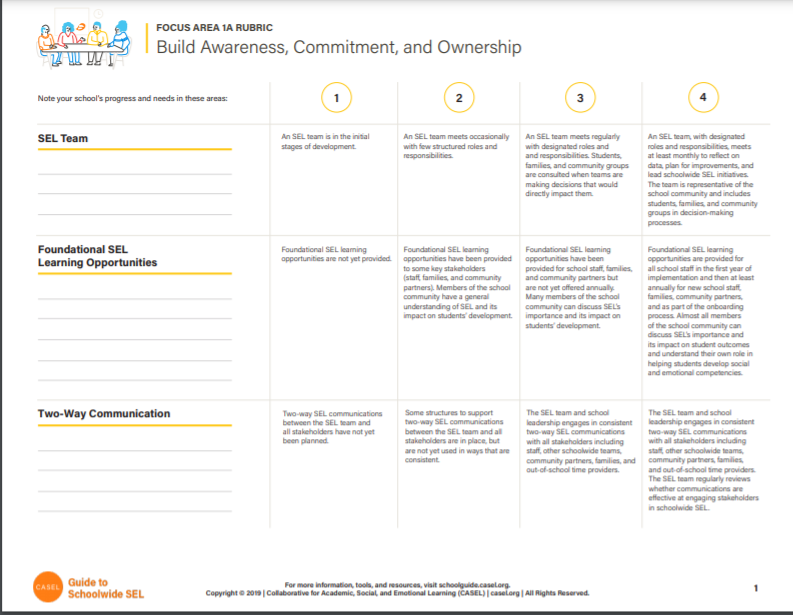 FOCUS AREA 1A RUBRIC
Build Awareness, Commitment, and Ownership
Note your school's progress and needs in these areas:
1
2
3
4
SEL Team
An SEL team is in the initial
stages of development.
An SEL team meets occasionally
with few structured roles and
responsibilities.
An SEL team meets regularly
with designated roles and
and responsibilities. Students,
families, and community groups
are consulted when teams are
making decisions that would
directly impact them.
An SEL team, with designated
roles and responsibilities, meets
at least monthly to reflect on
data, plan for improvements, and
lead schoolwide SEL initiatives.
The team is representative of the
school community and includes
students, families, and community
groups in decision-making
processes.
Foundational SEL
Learning Opportunities
Foundational SEL learning
opportunities are not yet provided.
Foundational SEL learning
opportunities have been provided
to some key stakeholders
(staff, families, and community
partners). Members of the school
community have a general
understanding of SEL and its
impact on students' development.
Foundational SEL learning
opportunities have been
provided for school staff, families,
and community partners but
are not yet offered annually.
Many members of the school
community can discuss SEL's
importance and its impact on
students' development.
Foundational SEL learning
opportunities are provided for
all school staff in the first year of
implementation and then at least
annually for new school staff,
families, community partners,
and as part of the onboarding
process. Almost all members
of the school community can
discuss SEL's importance and
its impact on student outcomes
and understand their own role in
helping students develop social
and emotional competencies.
Two-Way Communication
Two-way SEL communications
between the SEL team and
all stakeholders have not yet
been planned.
Some structures to support
two-way SEL communications
between the SEL team and all
stakeholders are in place, but
are not yet used in ways that are
consistent.
The SEL team and school
leadership engages in consistent
two-way SEL communications
with all stakeholders including
staff, other schoolwide teams,
community partners, families, and
out-of-school time providers.
The SEL team and school
leadership engages in consistent
two-way SEL communications
with all stakeholders including
staff, other schoolwide teams,
community partners, families,
and out-of-school time providers.
The SEL team regularly reviews
whether communications are
effective at engaging stakeholders
in schoolwide SEL.
CASEL
Guide to
Schoolwide SEL
For more information, tools, and resources, visit schoolguide.casel.org.
Copyright © 2019 | Collaborative for Academic, Social, and Emotional Learning (CASEL) | casel.org | All Rights Reserved.
1